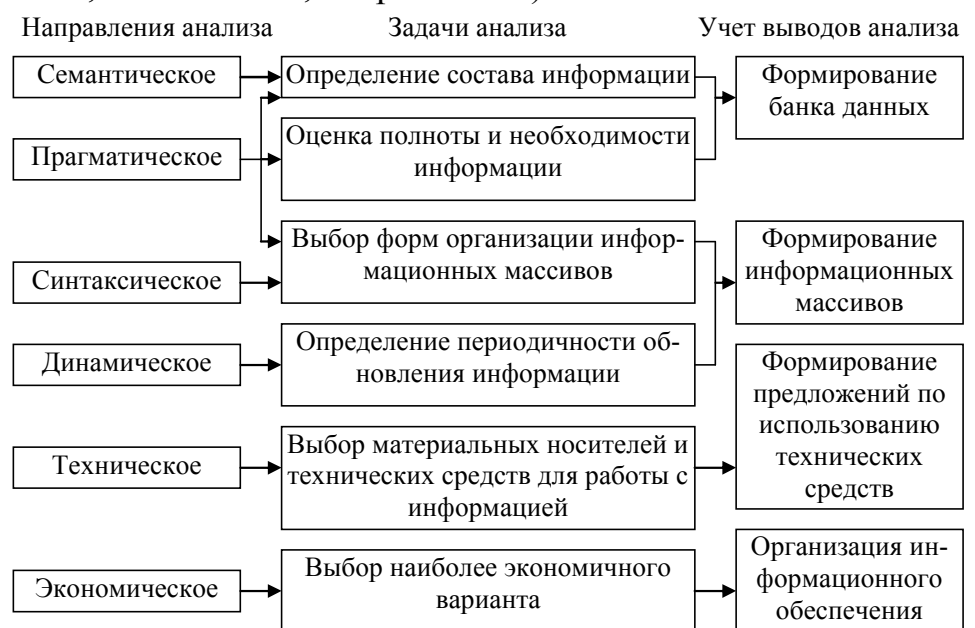 Направления анализа
Задачи анализа
Учет выводов анализа
Семантическое
Определение состава информации
Формирование
банка данных
Прагматическое
Оценка полноты и необходимости
информации
Синтаксическое
Выбор форм организации инфор-
мационных массивов
Формирование
информационных
массивов
Динамическое
Определение периодичности об-
новления информации
Формирование
предложений по
использованию
технических
средств
Техническое
Выбор материальных носителей и
технических средств для работы с
информацией
Экономическое
Выбор наиболее экономичного
варианта
Организация ин-
формационного
обеспечения